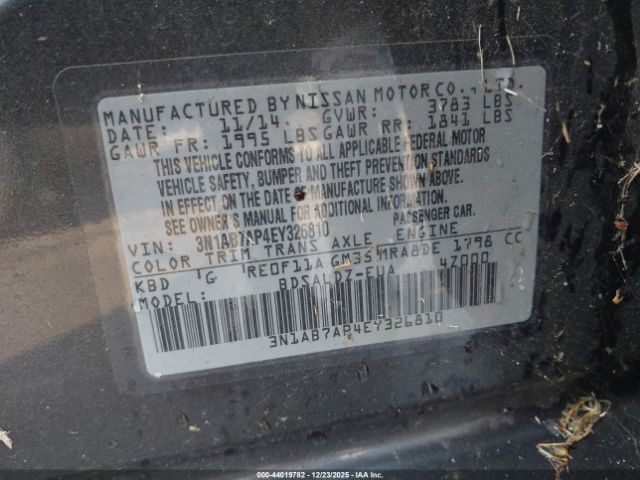 MANUFACTURED BY NISSAN MOTOR CO., LTD.
DATE: 11/14. GVWR: 3783 LBS
GAWR FR: 1995 LBS GAWR RR: 1841 LBS
THIS VEHICLE CONFORMS TO ALL APPLICABLE FEDERAL MOTOR
VEHICLE SAFETY, BUMPER AND THEFT PREVENTION STANDARDS
IN EFFECT ON THE DATE OF MANUFACTURE SHOWN ABOVE.
SEE OWNER'S MANUAL FOR ADDITIONAL INFORMATION.
VIN: 3N1AB7AP4EY326810 PASSENGER CAR.
COLOR TRIM TRANS AXLE ENGINE
KBD 'G 'RE0F11A GM35 'MRA8DE 1798 CC
MODEL: BDSALDZ-EUA 4Z000
3N1AB7AP4EY326810
000-44019782 - 12/23/2025 - IAA Inc.